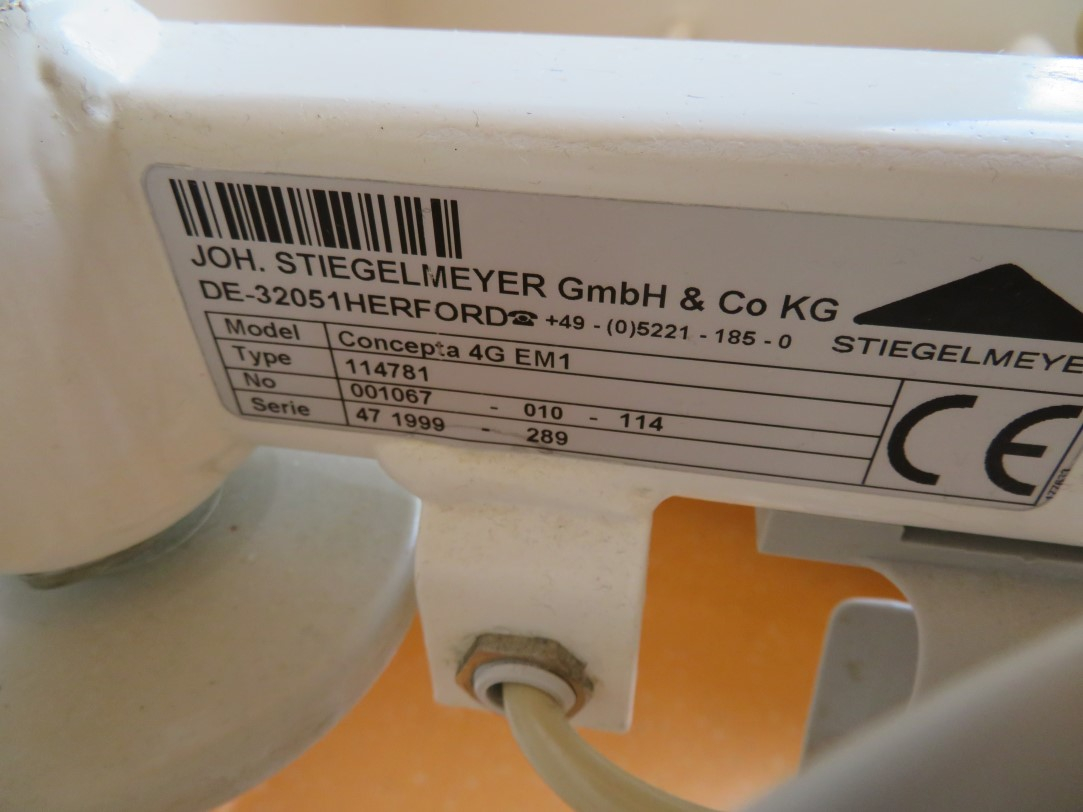 JOH. STIEGELMEYER GmbH & Co KG
DE-32051HERFORD☎ +49 - (0)5221 - 185 - 0
STIEGELMEYE
Model Concepta 4G EM1
Type 114781
No 001067 - 010 - 114
Serie 47 1999 - 289
CE